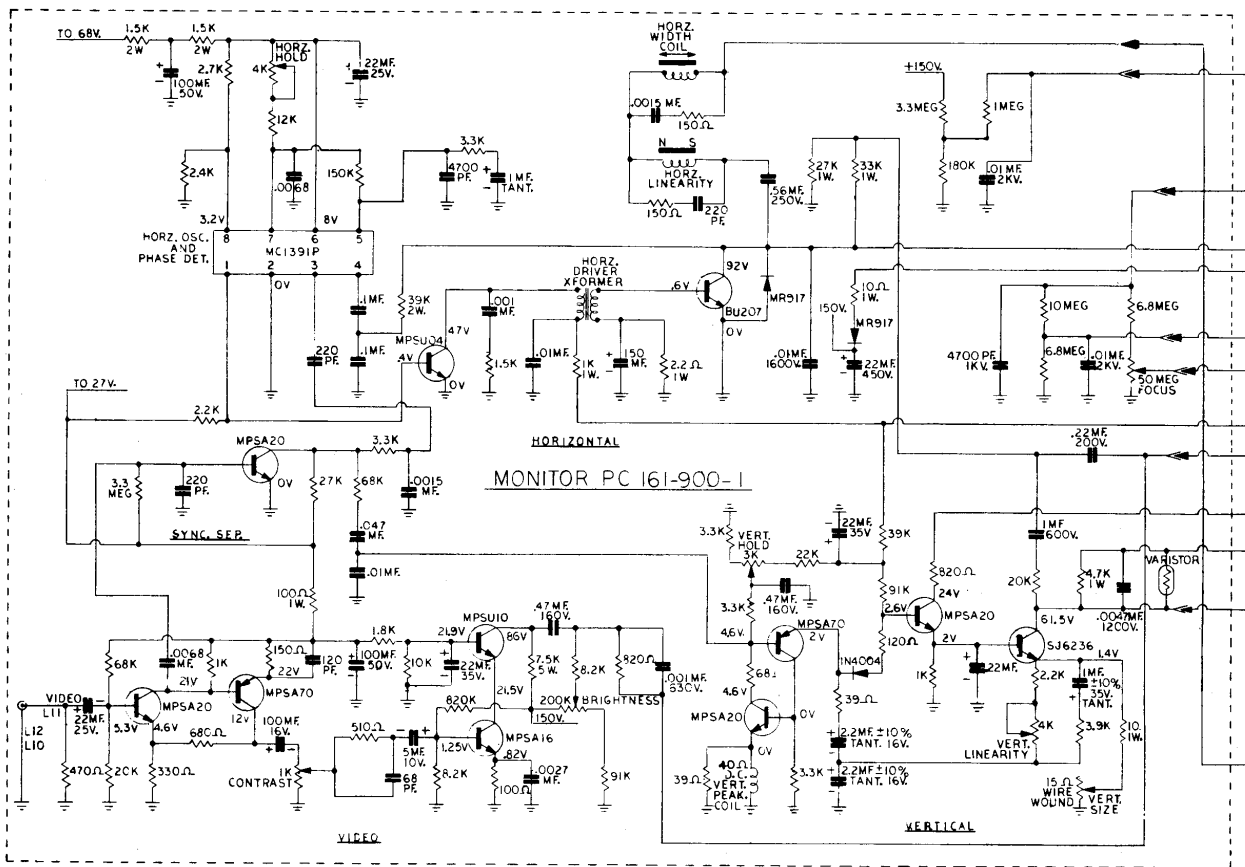 TO 68V.
1.5K
2W
1.5K
2W
+
-
100MF.
50V.
2.7K
HORZ.
HOLD
4K
22MF.
25V.
12K
2.4K
.0068
150K
3.3K
4700
PF.
1MF.
TANT.
3.2V
8V
HORZ. OSC.
AND
PHASE DET.
8 7 6 5
MC1391P
1 2 3 4
0V
.1MF.
39K
2W.
.1MF.
220
PF.
MPSU04
47V
.4V
0V
.001
MF.
1.5K
HORZ.
DRIVER
XFORMER
.01MF.
1K
1W.
150
MF.
2.2Ω
1W
.6V
92V
BU207
0V
MR917
HORZ.
WIDTH
COIL
.0015 MF.
150Ω
N S
HORZ.
LINEARITY
150Ω
220
PF.
.56MF.
250V.
27K
1W.
33K
1W.
+150V.
3.3MEG
1MEG
180K
.01MF.
2KV.
10Ω
1W.
150V.
MR917
.01MF.
1600V.
22MF.
450V.
10MEG
6.8MEG
4700 PF.
1KV.
6.8MEG
.01MF.
2KV.
50 MEG
FOCUS
TO 27V.
2.2K
MPSA20
0V
3.3
MEG
220
PF.
SYNC. SEP.
27K
68K
3.3K
.0015
MF.
.047
MF.
.01MF.
HORIZONTAL
MONITOR PC 161-900-1
.22MF.
200V.
3.3K
VERT.
HOLD
3K
22K
22MF.
35V
39K
.47MF.
160V.
3.3K
4.6V
MPSA70
2V
91K
2.6V
820Ω
24V
MPSA20
2V
1MF
600V.
20K
4.7K
1W
VARISTOR
.0047MF.
1200V.
61.5V
SJ6236
1.4V
120Ω
1N4004
39Ω
1K
.22MF.
2.2K
1MF.
±10%
35V.
TANT.
4K
VERT.
LINEARITY
3.9K
10Ω
1W.
15Ω
WIRE
WOUND
VERT.
SIZE
4.6V
MPSA20
0V
0V
39Ω
40Ω
D.C.
VERT.
PEAK.
COIL
3.3K
2.2MF.±10%
TANT. 16V.
2.2MF.±10%
TANT. 16V.
VERTICAL
100Ω
1W.
1.8K
100MF.
50V.
10K
21.9V
22MF.
35V.
MPSU10
86V
.47MF.
160V.
7.5K
5W.
8.2K
820Ω
.001MF.
630V.
21.5V
200K
BRIGHTNESS
150V.
820K
510Ω
5MF.
10V.
1.25V
MPSA16
.82V
68
PF.
8.2K
100Ω
.0027
MF.
91K
68K
.0068
MF.
21V
1K
150Ω
22V
120
PF.
VIDEO
L11
L12
L10
22MF.
25V.
5.3V
MPSA20
4.6V
MPSA70
12V
100MF.
16V.
680Ω
470Ω
20K
330Ω
CONTRAST
1K
VIDEO